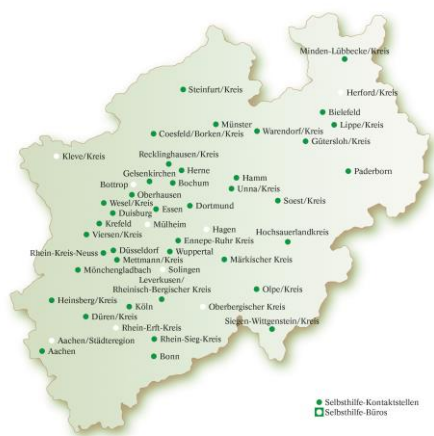 Minden-Lübbecke/Kreis
Steinfurt/Kreis
Herford/Kreis
Bielefeld
Münster
Lippe/Kreis
Coesfeld/Borken/Kreis
Warendorf/Kreis
Gütersloh/Kreis
Kleve/Kreis
Recklinghausen/Kreis
Herne
Paderborn
Gelsenkirchen
Hamm
Bottrop
Bochum
Unna/Kreis
Oberhausen
Wesel/Kreis
Essen
Dortmund
Soest/Kreis
Duisburg
Krefeld
Mülheim
Hagen
Viersen/Kreis
Ennepe-Ruhr Kreis
Hochsauerlandkreis
Rhein-Kreis-Neuss
Düsseldorf
Wuppertal
Mettmann/Kreis
Märkischer Kreis
Mönchengladbach
Solingen
Leverkusen/
Rheinisch-Bergischer Kreis
Olpe/Kreis
Heinsberg/Kreis
Köln
Oberbergischer Kreis
Düren/Kreis
Siegen-Wittgenstein/Kreis
Rhein-Erft-Kreis
Aachen/Städteregion
Rhein-Sieg-Kreis
Aachen
Bonn
Selbsthilfe-Kontaktstellen
Selbsthilfe-Büros